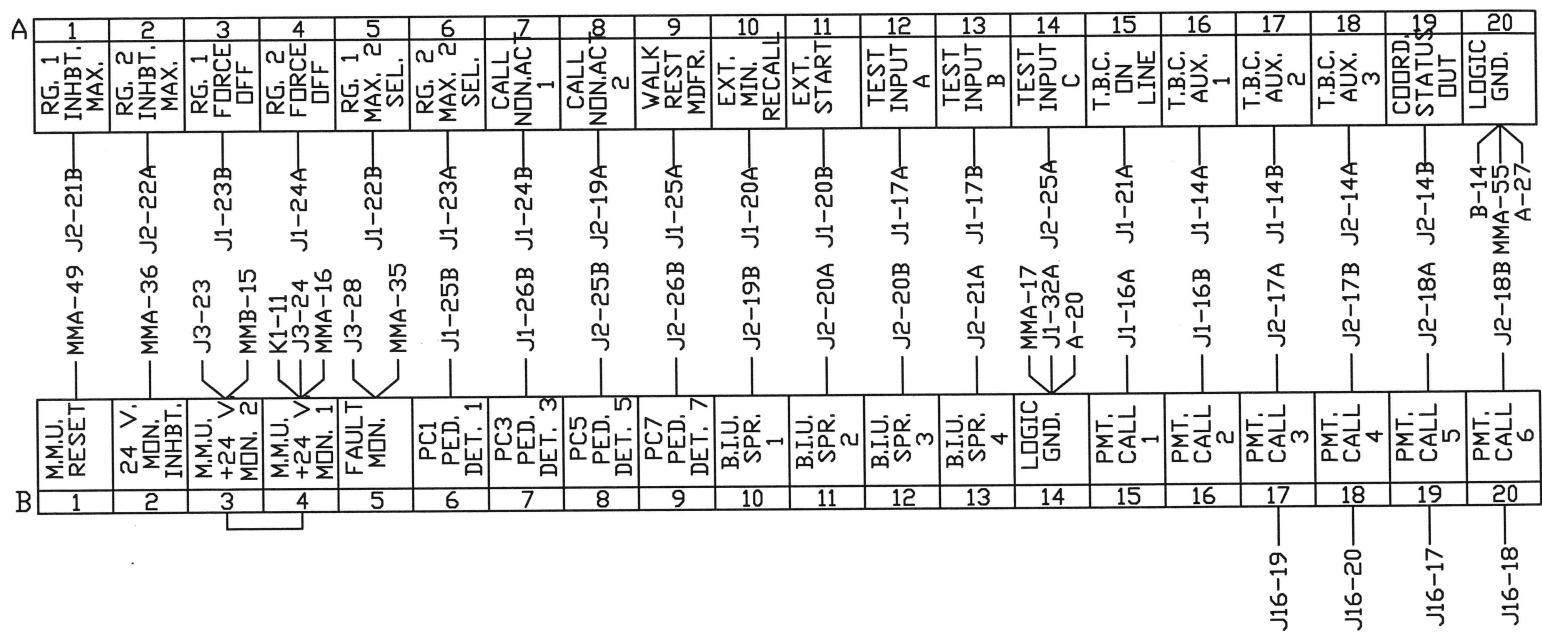 A 1 2 3 4 5 6 7 8 9 10 11 12 13 14 15 16 17 18 19 20
RG. 1
INHBT.
MAX.
RG. 2
INHBT.
MAX.
RG. 1
FORCE
OFF
RG. 2
FORCE
OFF
RG. 1
MAX. 2
SEL.
RG. 2
MAX. 2
SEL.
CALL
NON.ACT
1
CALL
NON.ACT
2
WALK
REST
MDFR.
EXT.
MIN.
RECALL
EXT.
START
TEST
INPUT
A
TEST
INPUT
B
TEST
INPUT
C
T.B.C.
ON
LINE
T.B.C.
AUX.
1
T.B.C.
AUX.
2
T.B.C.
AUX.
3
COORD.
STATUS
OUT
LOGIC
GND.
J2-21B
J2-22A
J1-23B
J1-24A
J1-22B
J1-23A
J1-24B
J2-19A
J1-25A
J1-20A
J1-20B
J1-17A
J1-17B
J2-25A
J1-21A
J1-14A
J1-14B
J2-14A
J2-14B
B-14
MMA-55
A-27
MMA-49
MMA-36
J3-23
MMB-15
K1-11
J3-24
MMA-16
J3-28
MMA-35
J1-25B
J1-26B
J2-25B
J2-26B
J2-19B
J2-20A
J2-20B
J2-21A
MMA-17
J1-32A
A-20
J1-16A
J1-16B
J2-17A
J2-17B
J2-18A
J2-18B
M.M.U.
RESET
24 V.
MON.
INHBT.
M.M.U.
+24 V
MON. 2
M.M.U.
+24 V
MON. 1
FAULT
MON.
PC1
PED.
DET. 1
PC3
PED.
DET. 3
PC5
PED.
DET. 5
PC7
PED.
DET. 7
B.I.U.
SPR.
1
B.I.U.
SPR.
2
B.I.U.
SPR.
3
B.I.U.
SPR.
4
LOGIC
GND.
PMT.
CALL
1
PMT.
CALL
2
PMT.
CALL
3
PMT.
CALL
4
PMT.
CALL
5
PMT.
CALL
6
B 1 2 3 4 5 6 7 8 9 10 11 12 13 14 15 16 17 18 19 20
J16-19
J16-20
J16-17
J16-18